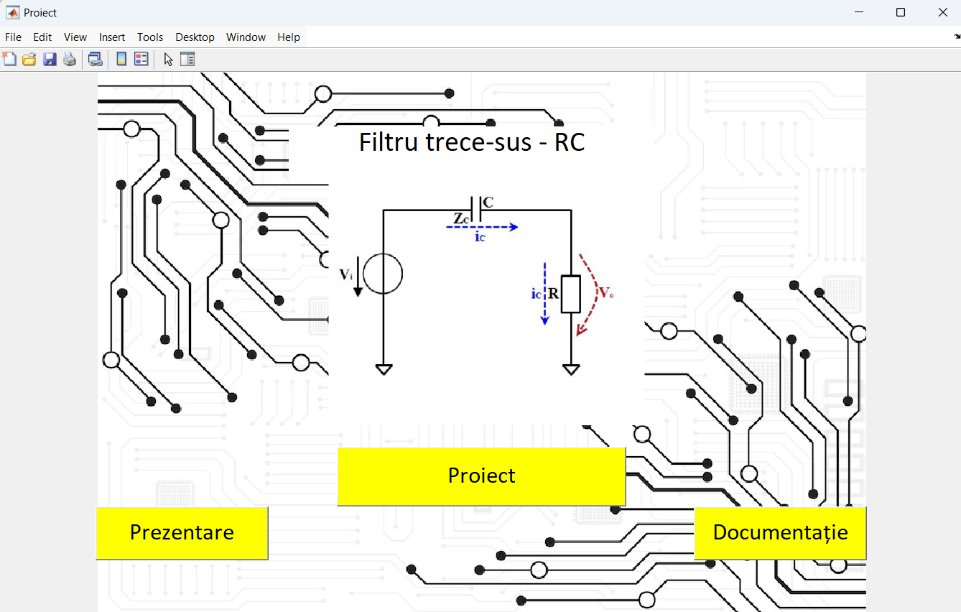 Proiect
File Edit View Insert Tools Desktop Window Help
Filtru trece-sus - RC
C
Zc
ic
Vi
ic R
Vo
Proiect
Prezentare
Documentație